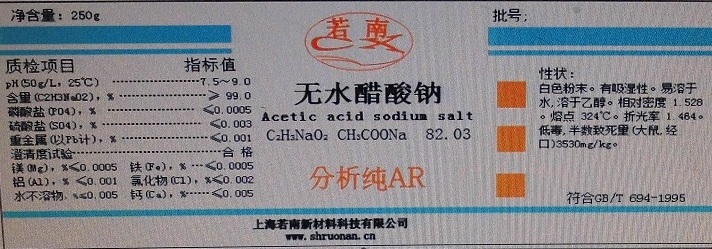 净含量: 250g
质检项目 指标值
pH(50g/L, 25℃) 7.5~9.0
含量(C2H3NaO2), % ≥ 99.0
磷酸盐(PO4), % ≤0.0005
硫酸盐(SO4), % ≤0.003
重金属(以Pb计), % ≤0.001
澄清度试验 合 格
镁(Mg), %≤0.0005 铁(Fe), % ≤0.0005
铝(Al), % ≤0.001 氯化物(Cl), %≤0.002
水不溶物, %≤0.005 钙(Ca), % ≤0.005
若 南
无水醋酸钠
Acetic acid sodium salt
C₂H₃NaO₂ CH₃COONa 82.03
分析纯AR
上海若南新材料科技有限公司
www.shruonan.cn
批号:
性状:
白色粉末。有吸湿性。易溶于
水,溶于乙醇。相对密度 1.528
。熔点 324℃。折光率 1.464。
低毒,半数致死量(大鼠, 经
口)3530mg/kg。
符合GB/T 694-1995